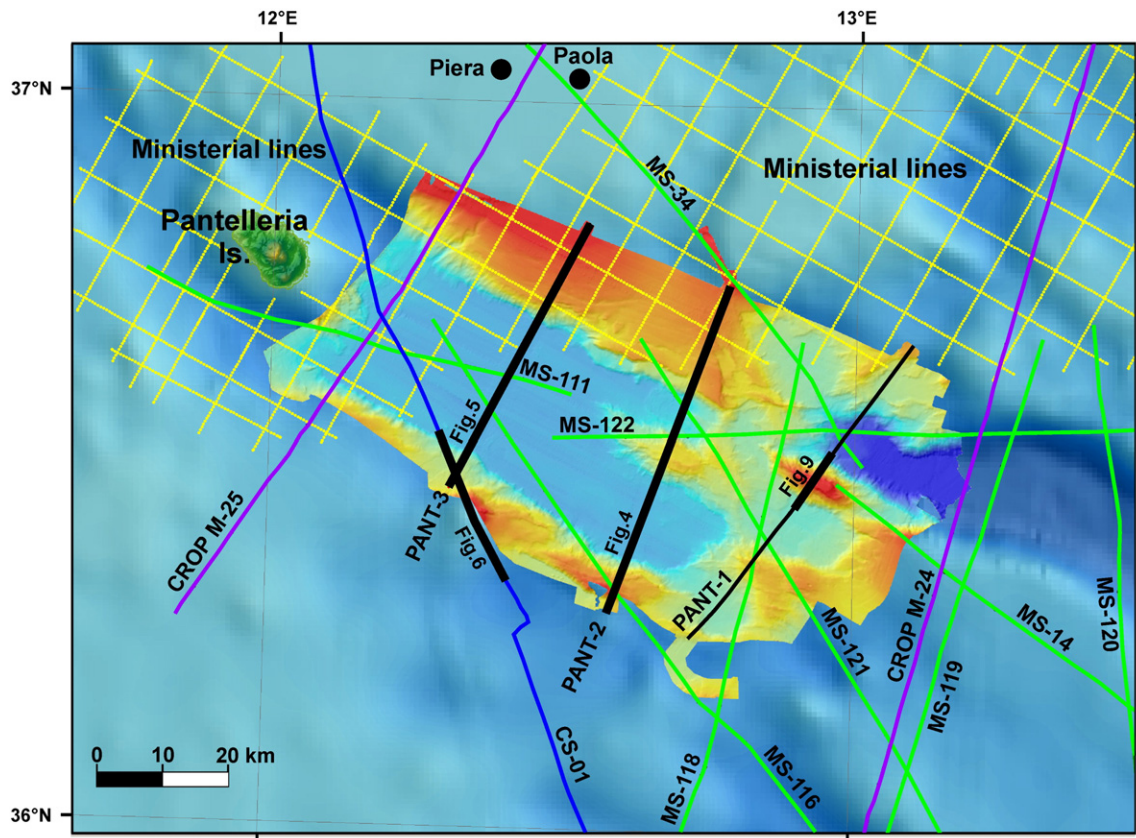 12°E
13°E
37°N
Piera
Paola
Ministerial lines
MS-34
Ministerial lines
Pantelleria
Is.
MS-111
MS-122
Fig.5
PANT-3
Fig.6
CROP M-25
Fig.4
PANT-2
Fig.9
PANT-1
MS-121
CROP M-24
MS-14
MS-120
MS-119
CS-01
MS-118
MS-116
0 10 20 km
36°N
12°E
13°E